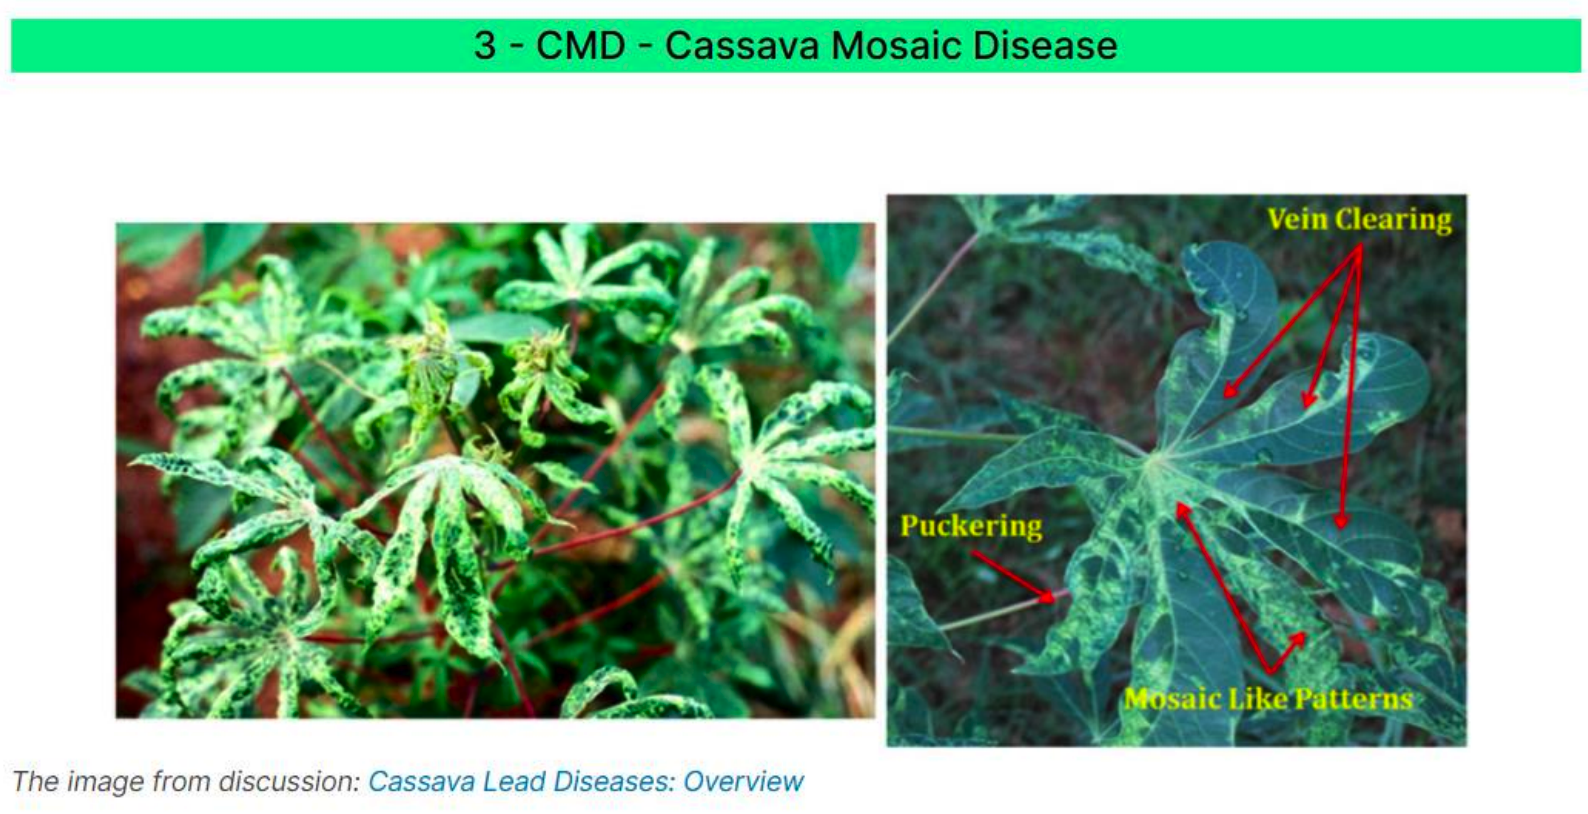 3 - CMD - Cassava Mosaic Disease
Vein Clearing
Puckering
Mosaic Like Patterns
The image from discussion: Cassava Lead Diseases: Overview